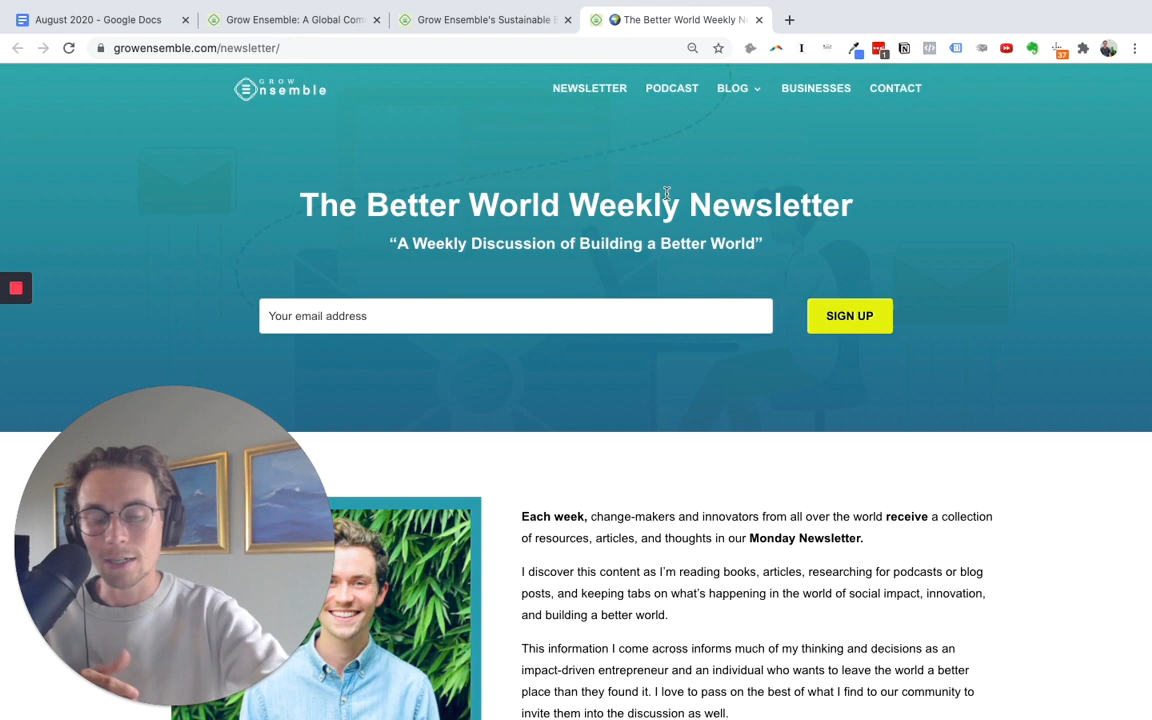 August 2020 - Google Docs
Grow Ensemble: A Global Com
Grow Ensemble's Sustainable B
The Better World Weekly N
growensemble.com/newsletter/
1
37
GROW
Ensemble
NEWSLETTER
PODCAST
BLOG
BUSINESSES
CONTACT
The Better World Weekly Newsletter
“A Weekly Discussion of Building a Better World”
Your email address
SIGN UP
Each week, change-makers and innovators from all over the world receive a collection
of resources, articles, and thoughts in our Monday Newsletter.
I discover this content as I’m reading books, articles, researching for podcasts or blog
posts, and keeping tabs on what’s happening in the world of social impact, innovation,
and building a better world.
This information I come across informs much of my thinking and decisions as an
impact-driven entrepreneur and an individual who wants to leave the world a better
place than they found it. I love to pass on the best of what I find to our community to
invite them into the discussion as well.